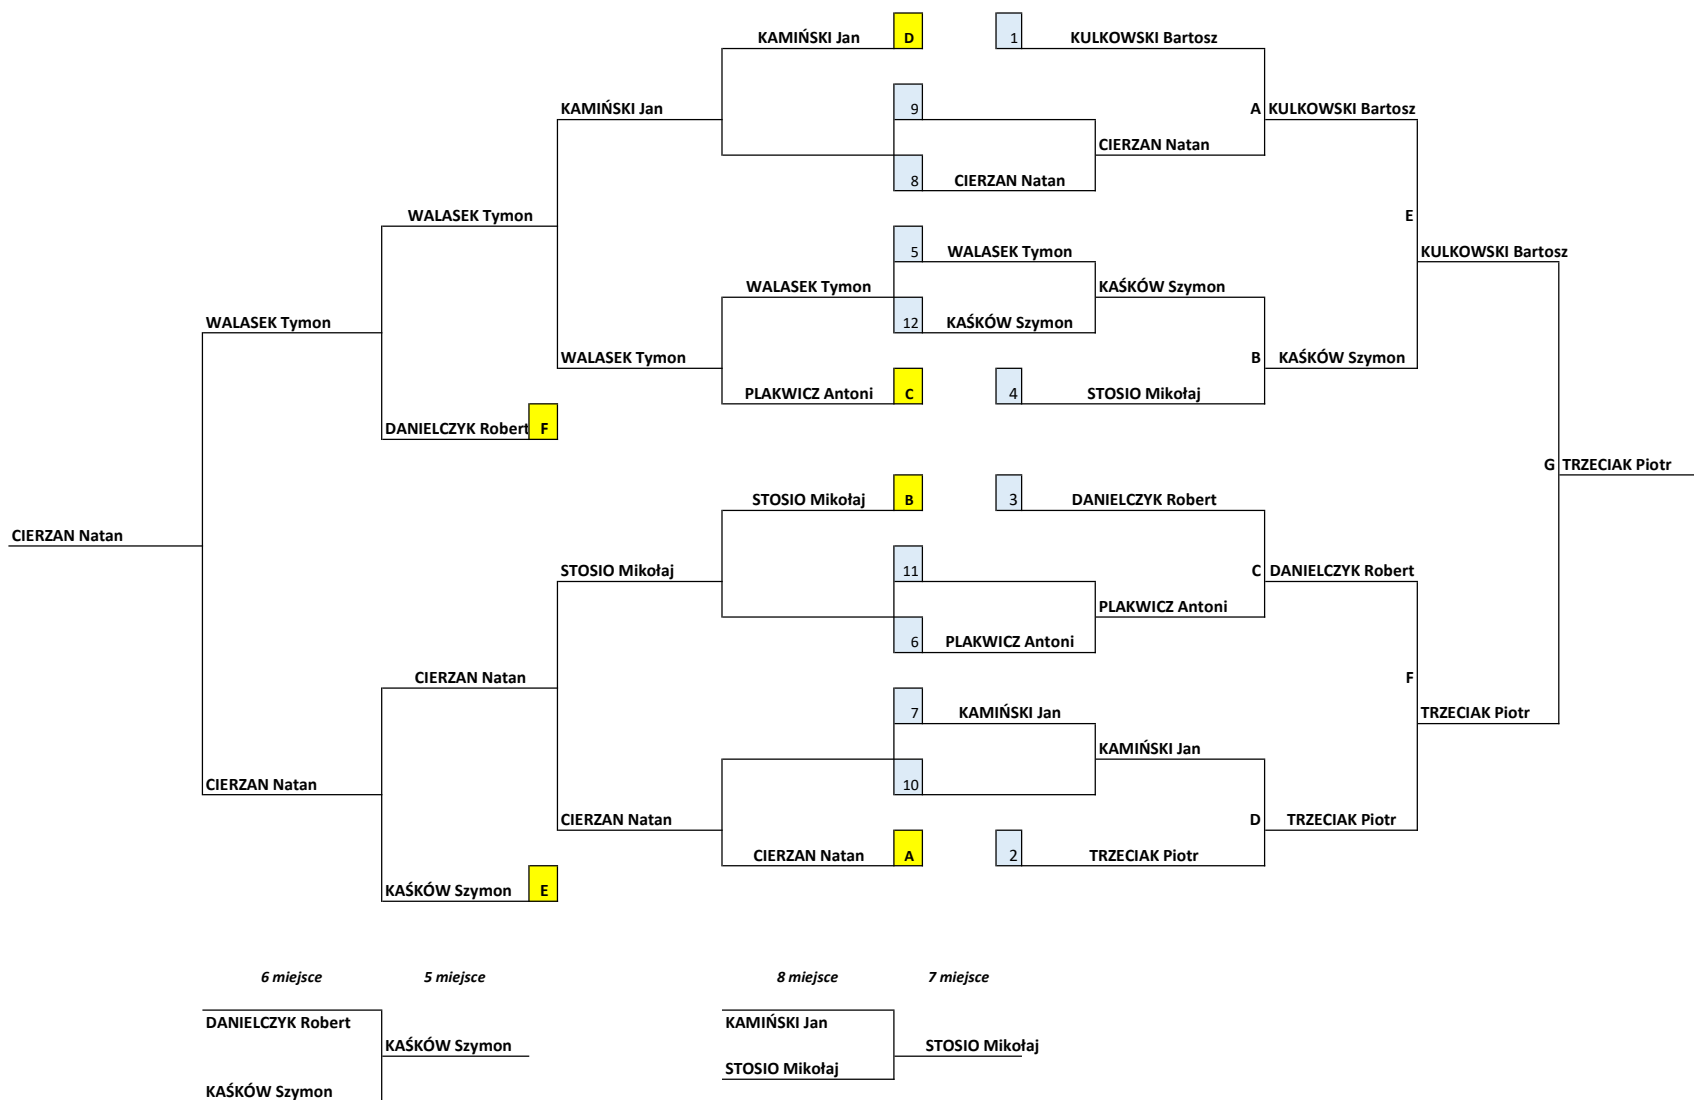 KAMIŃSKI Jan D 1 KULKOWSKI Bartosz
KAMIŃSKI Jan 9 A KULKOWSKI Bartosz
CIERZAN Natan
8 CIERZAN Natan
WALASEK Tymon E
5 WALASEK Tymon KULKOWSKI Bartosz
WALASEK Tymon KAŚKÓW Szymon
WALASEK Tymon 12 KAŚKÓW Szymon
WALASEK Tymon B KAŚKÓW Szymon
PLAKWICZ Antoni C 4 STOSIO Mikołaj
DANIELCZYK Robert F
G TRZECIAK Piotr
STOSIO Mikołaj B 3 DANIELCZYK Robert
CIERZAN Natan
STOSIO Mikołaj 11 C DANIELCZYK Robert
PLAKWICZ Antoni
6 PLAKWICZ Antoni
CIERZAN Natan F
7 KAMIŃSKI Jan TRZECIAK Piotr
KAMIŃSKI Jan
CIERZAN Natan 10
CIERZAN Natan D TRZECIAK Piotr
CIERZAN Natan A 2 TRZECIAK Piotr
KAŚKÓW Szymon E
6 miejsce 5 miejsce 8 miejsce 7 miejsce
DANIELCZYK Robert KAMIŃSKI Jan
KAŚKÓW Szymon STOSIO Mikołaj
STOSIO Mikołaj
KAŚKÓW Szymon